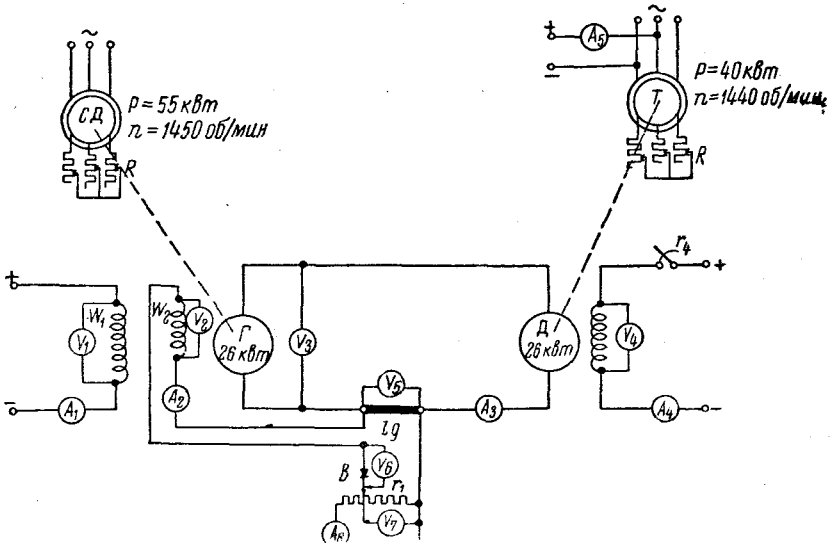 ~
~
+
A5
−
СД
P=55 квт
n=1450 об/мин
R
Т
P=40 квт
n=1440 об/мин
R
+
W1
V1
−
A1
W2
V2
A2
Г
26 квт
V3
V5
lg
A3
Д
26 квт
r4
+
V4
A4
−
B
V6
r1
V7